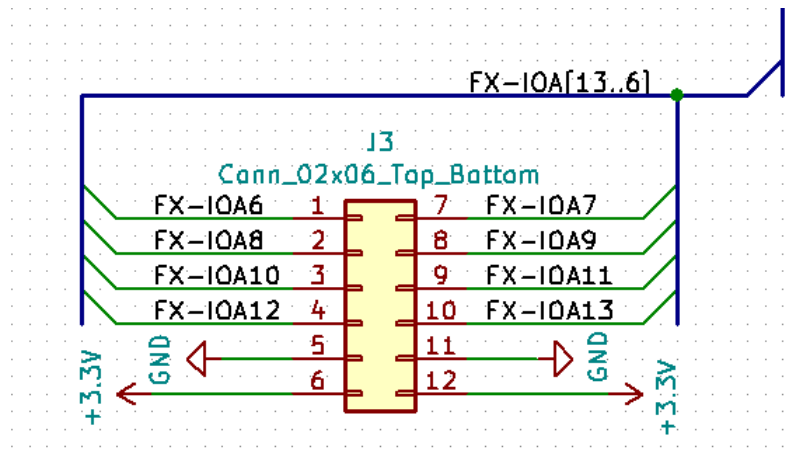 FX-IOA[13..6]
J3
Conn_02x06_Top_Bottom
FX-IOA6 1 7 FX-IOA7
FX-IOA8 2 8 FX-IOA9
FX-IOA10 3 9 FX-IOA11
FX-IOA12 4 10 FX-IOA13
GND 5 11 GND
+3.3V 6 12 +3.3V